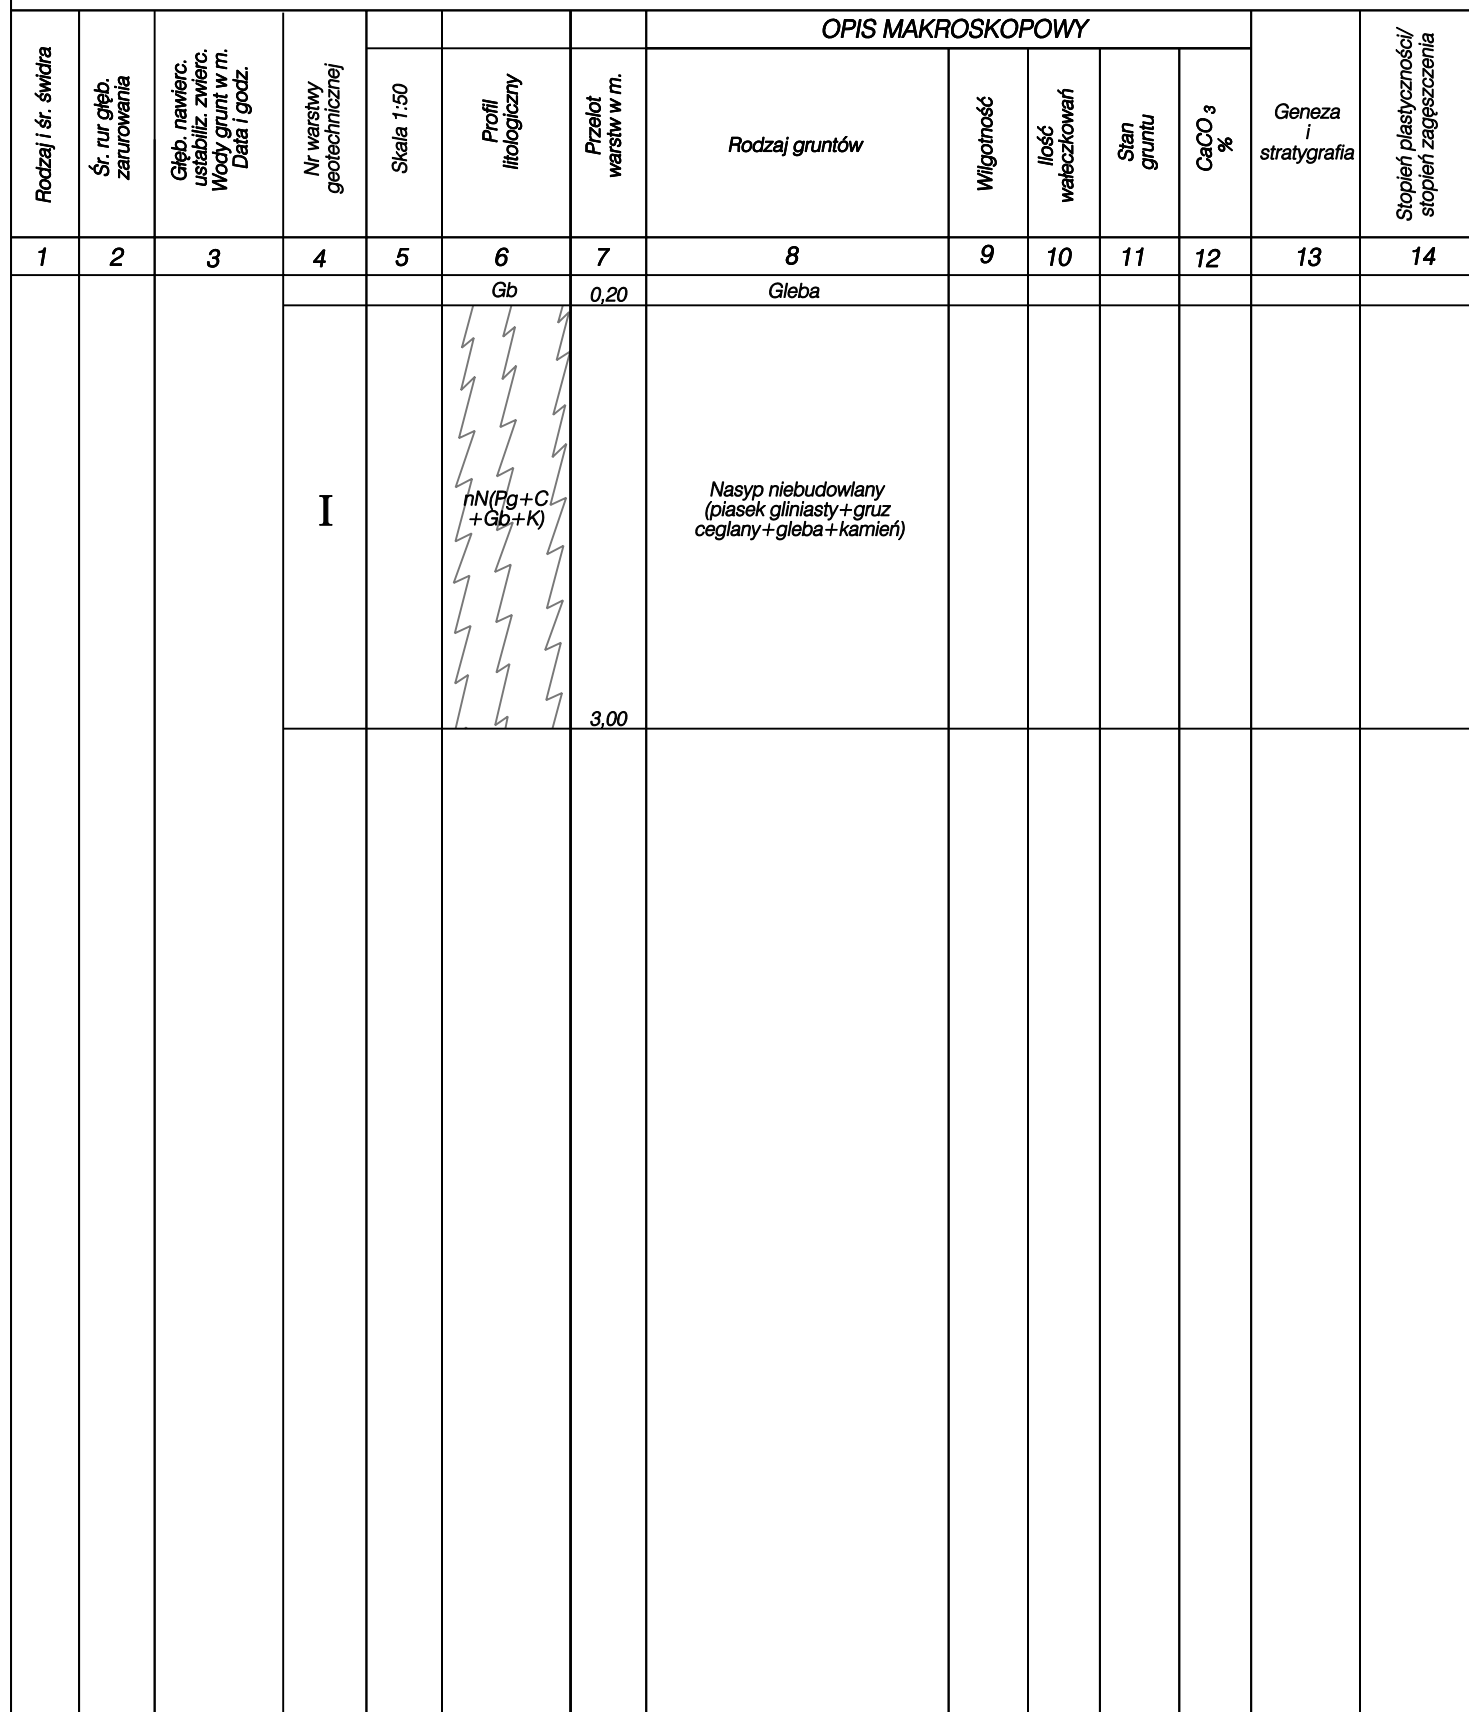 OPIS MAKROSKOPOWY
Rodzaj i śr. świdra
Śr. rur głęb.
zarurowania
Głęb. nawierc.
ustabiliz. zwierc.
Wody grunt w m.
Data i godz.
Nr warstwy
geotechnicznej
Skala 1:50
Profil
litologiczny
Przelot
warstw w m.
Rodzaj gruntów
Wilgotność
Ilość
wałeczkowań
Stan
gruntu
CaCO 3
%
Geneza
i
stratygrafia
Stopień plastyczności/
stopień zagęszczenia
1 2 3 4 5 6 7 8 9 10 11 12 13 14
Gb 0,20 Gleba
I
nN(Pg+C
+Gb+K)
Nasyp niebudowlany
(piasek gliniasty+gruz
ceglany+gleba+kamień)
3,00